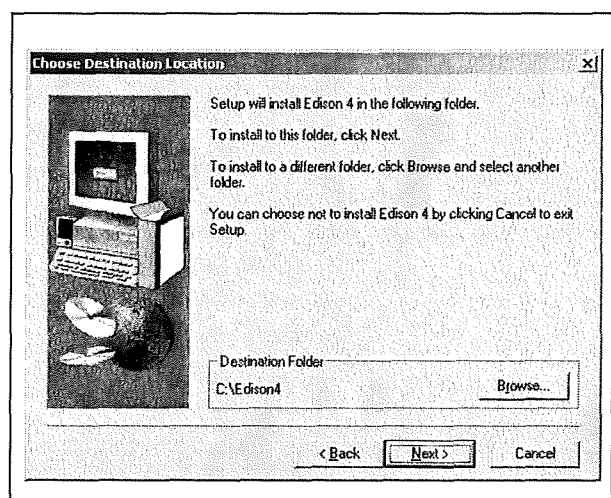 Choose Destination Location
Setup will install Edison 4 in the following folder.
To install to this folder, click Next.
To install to a different folder, click Browse and select another
folder.
You can choose not to install Edison 4 by clicking Cancel to exit
Setup.
Destination Folder
C:\Edison4
Browse...
< Back
Next >
Cancel